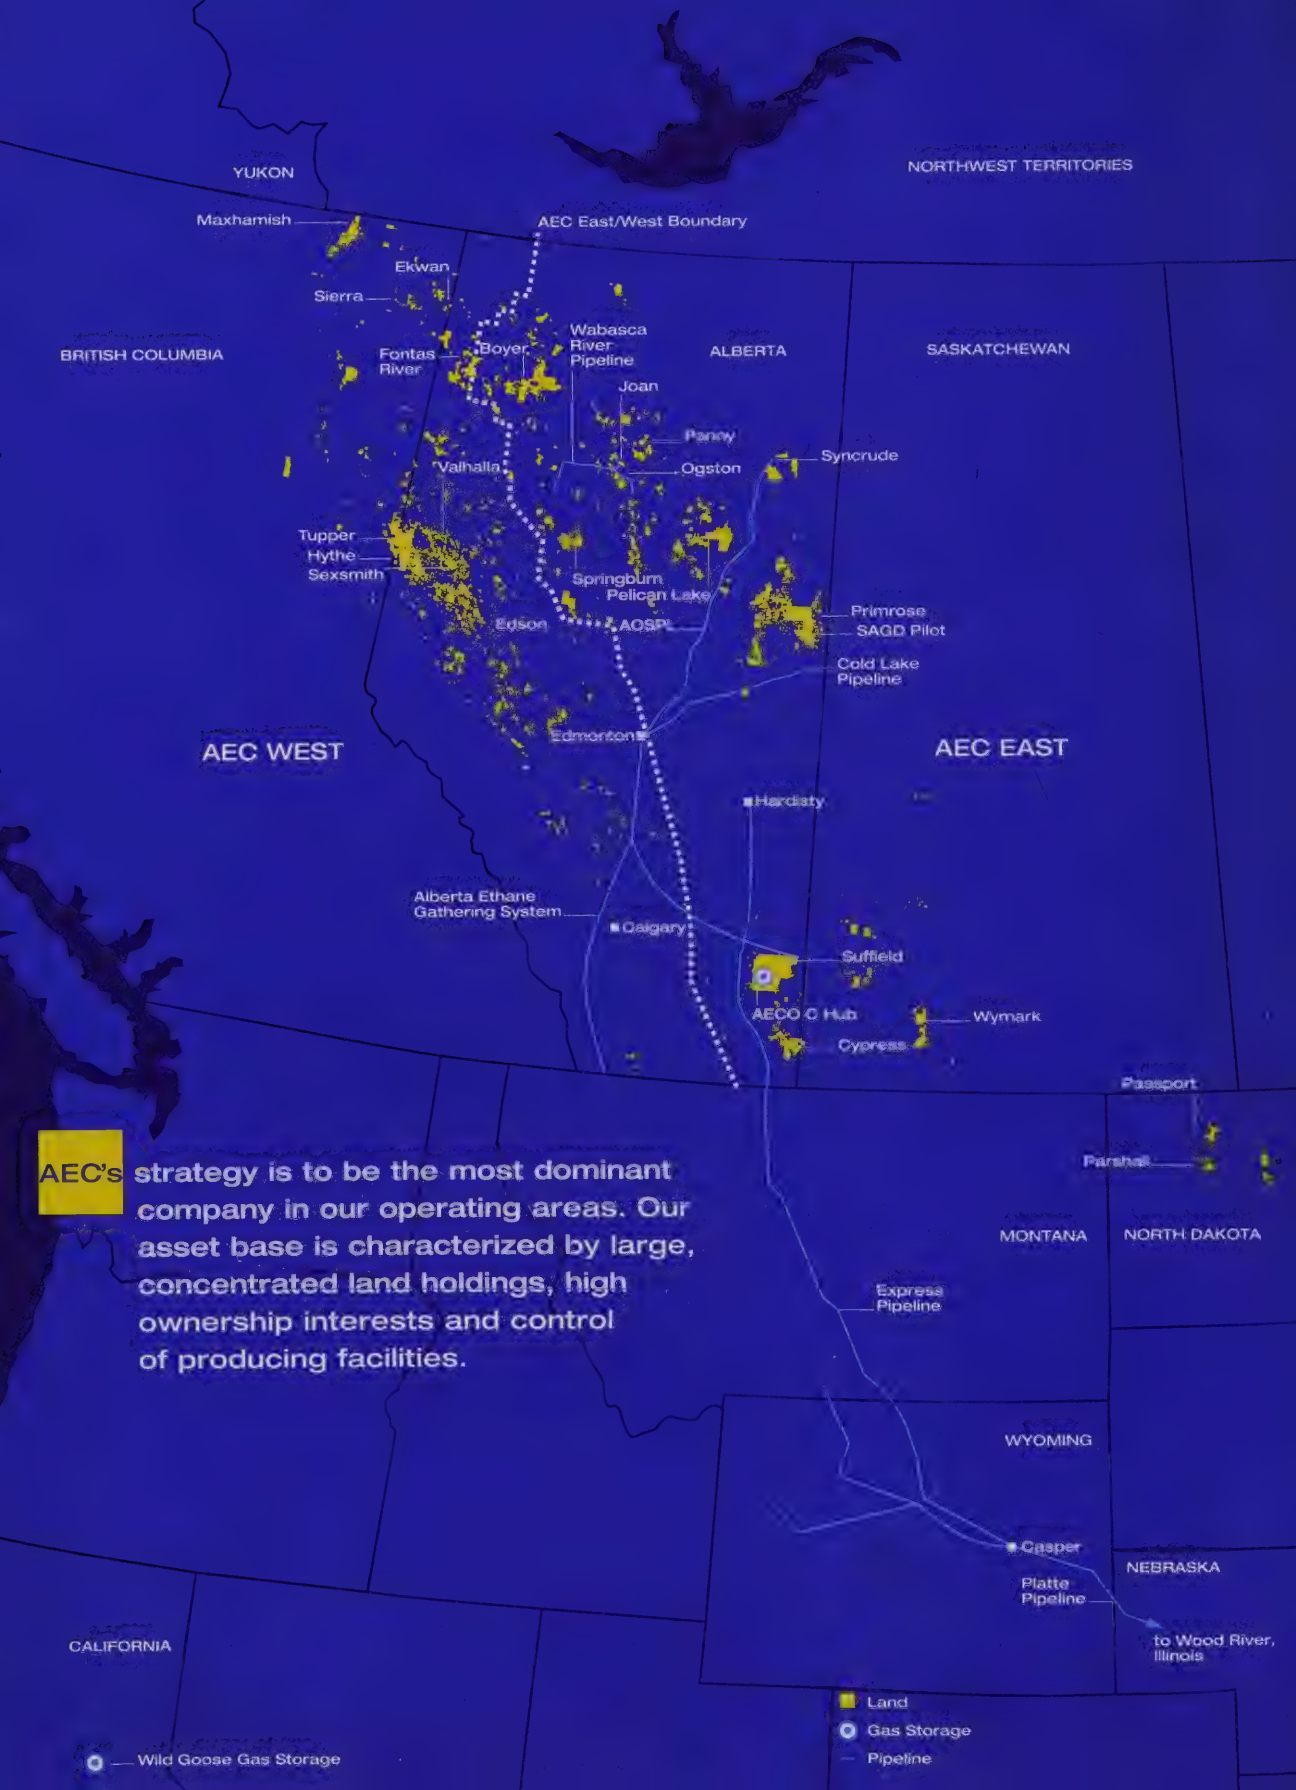 YUKON
NORTHWEST TERRITORIES
Maxhamish
AEC East/West Boundary
Ekwan
Sierra
Wabasca
River
Pipeline
BRITISH COLUMBIA
Fontas
River
Boyer
ALBERTA
SASKATCHEWAN
Joan
Panny
Syncrude
Valhalla
Ogston
Tupper
Hythe
Sexsmith
Springburn
Pelican Lake
Edson
AOSPL
Primrose
SAGD Pilot
Cold Lake
Pipeline
Edmonton
AEC WEST
AEC EAST
Hardisty
Alberta Ethane
Gathering System
Calgary
Suffield
AECO C Hub
Wymark
Cypress
Passport
Parshall
AEC's strategy is to be the most dominant
company in our operating areas. Our
asset base is characterized by large,
concentrated land holdings, high
ownership interests and control
of producing facilities.
MONTANA
NORTH DAKOTA
Express
Pipeline
WYOMING
Casper
NEBRASKA
Platte
Pipeline
to Wood River,
Illinois
CALIFORNIA
Wild Goose Gas Storage
Land
Gas Storage
Pipeline